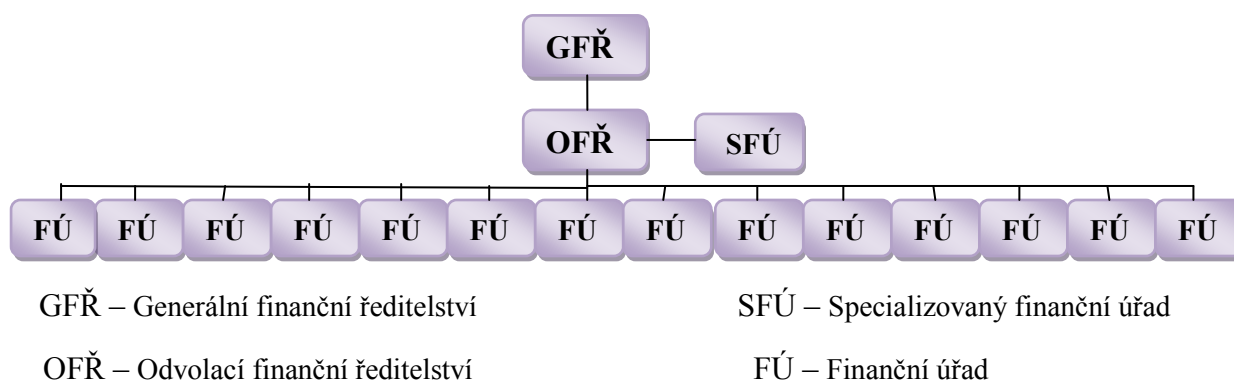 GFŘ
OFŘ SFÚ
FÚ FÚ FÚ FÚ FÚ FÚ FÚ FÚ FÚ FÚ FÚ FÚ FÚ FÚ
GFŘ – Generální finanční ředitelství SFÚ – Specializovaný finanční úřad
OFŘ – Odvolací finanční ředitelství FÚ – Finanční úřad